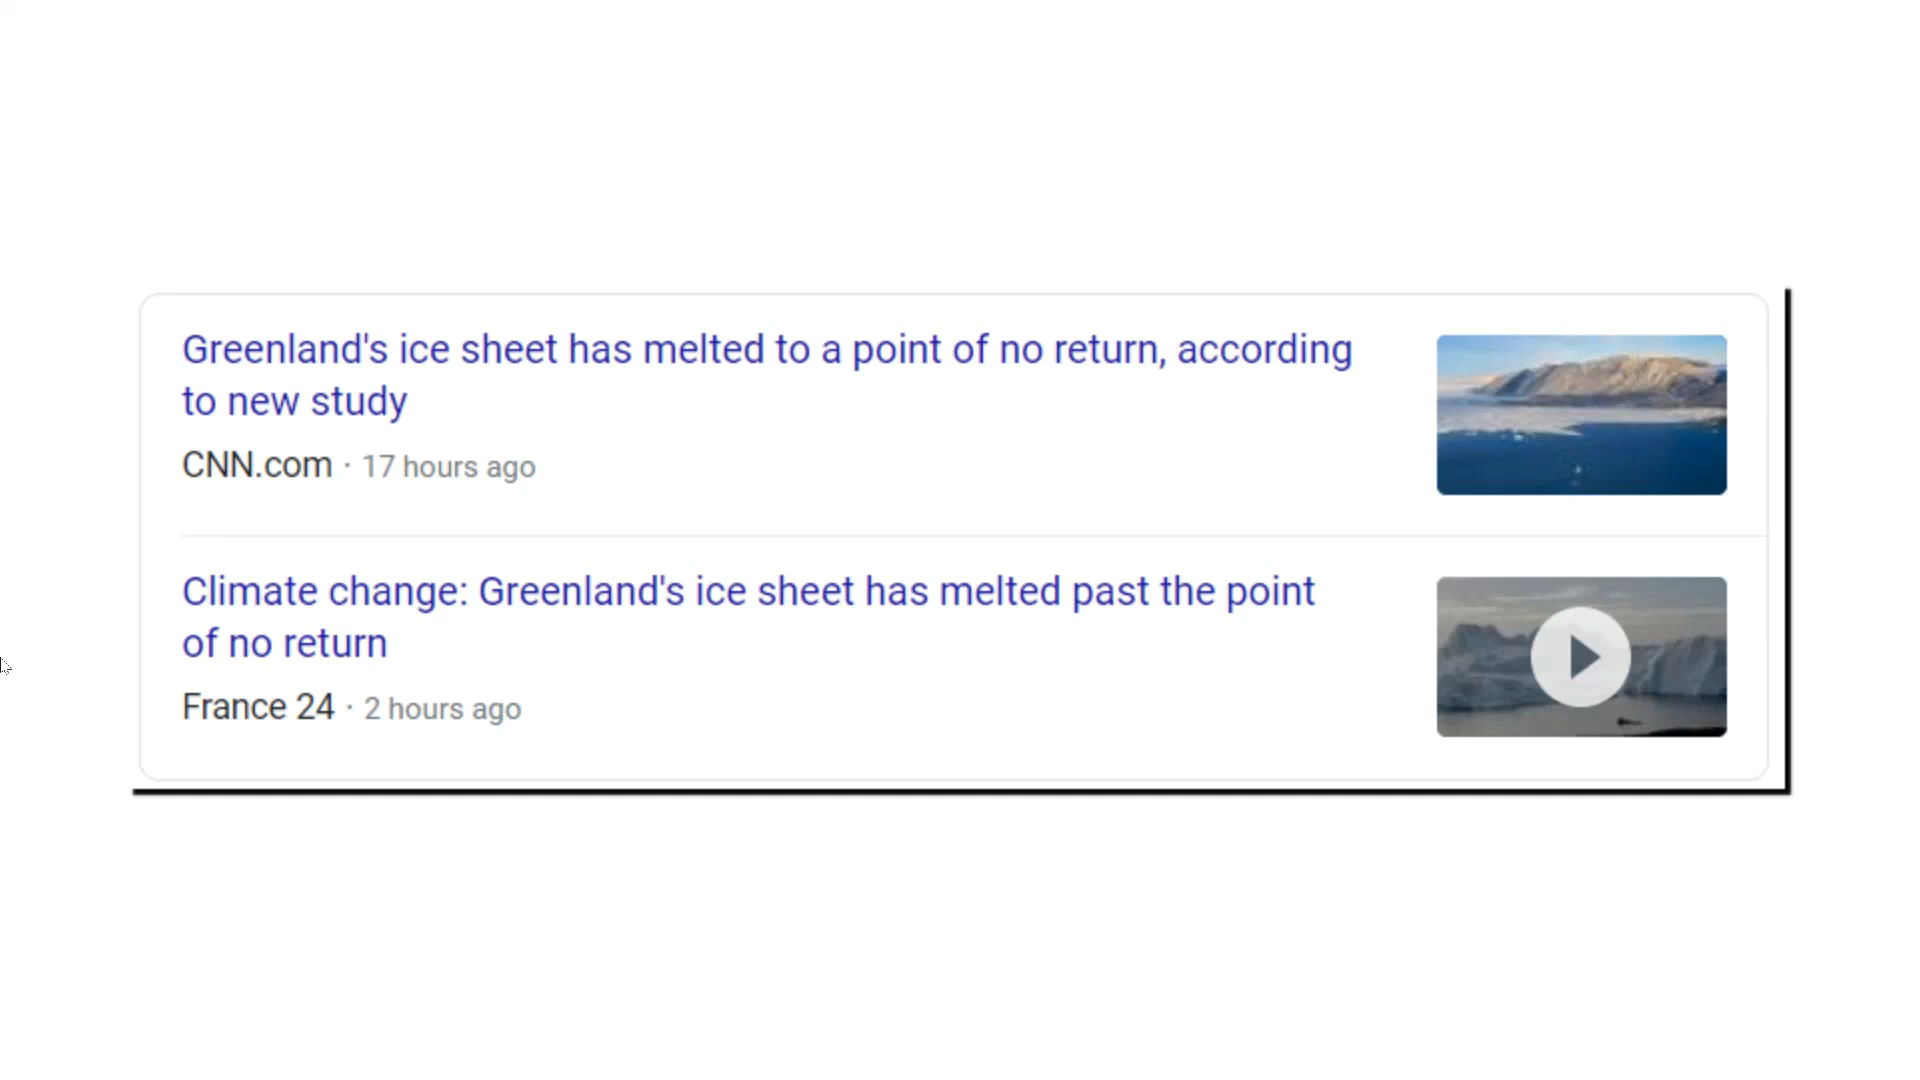 Greenland's ice sheet has melted to a point of no return, according
to new study
CNN.com · 17 hours ago
Climate change: Greenland's ice sheet has melted past the point
of no return
France 24 · 2 hours ago